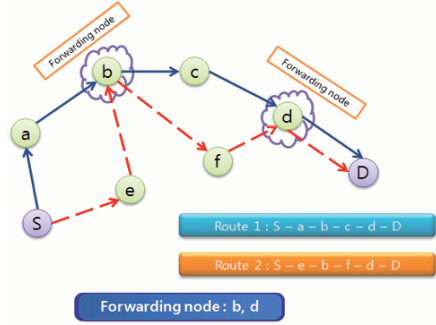 Forwarding node
b
c
Forwarding node
a
d
f
D
e
S
Route 1 : S – a – b – c – d – D
Route 2 : S – e – b – f – d – D
Forwarding node : b, d